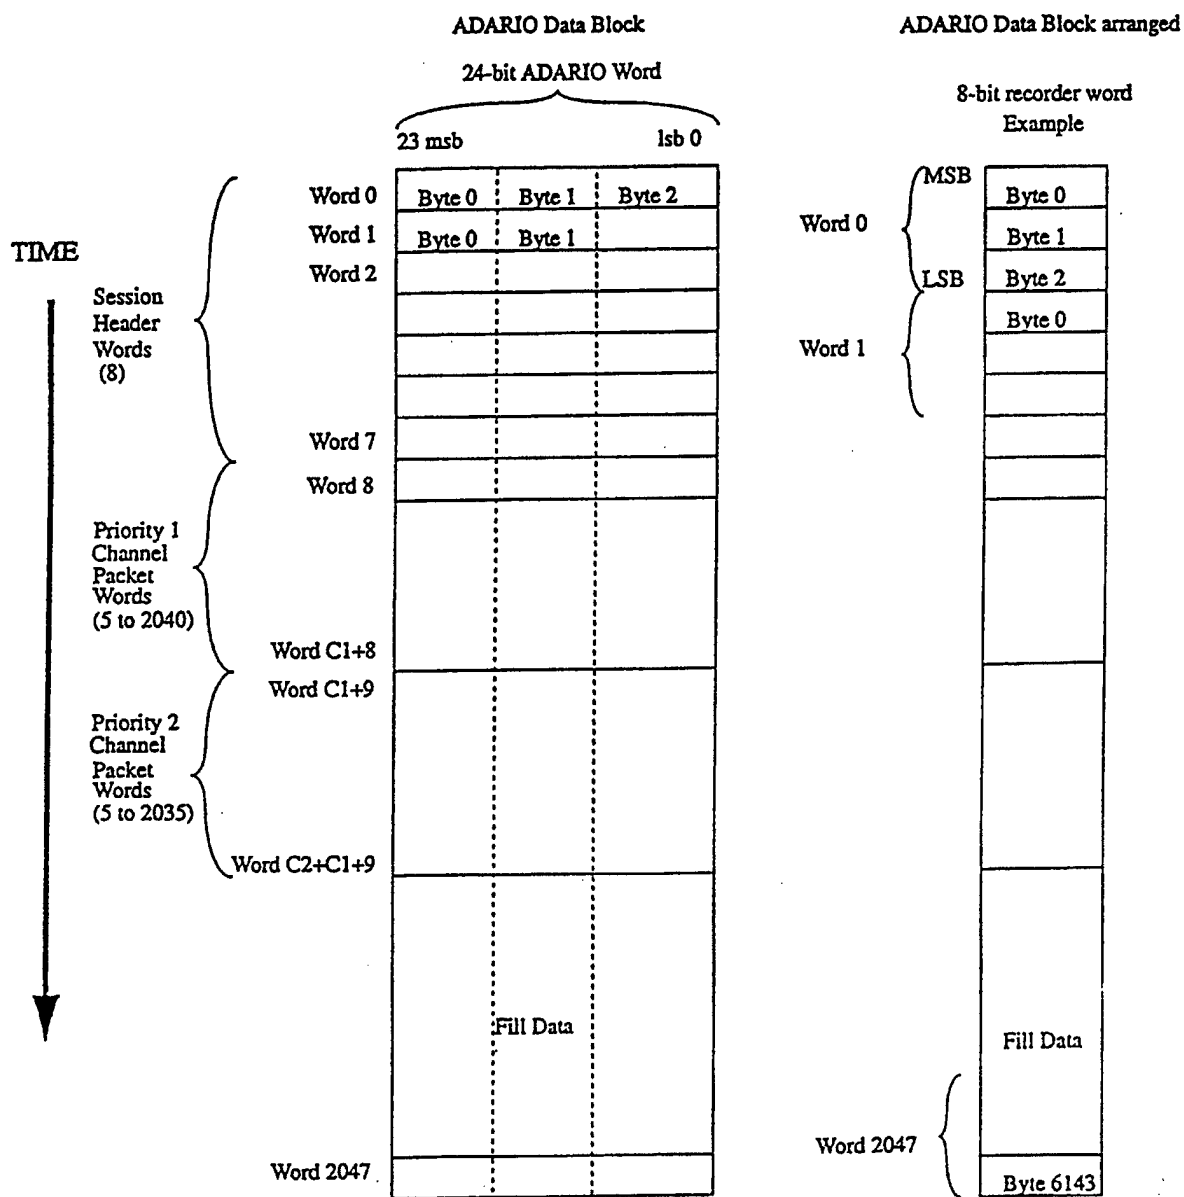 ADARIO Data Block
ADARIO Data Block arranged
24-bit ADARIO Word
8-bit recorder word
Example
23 msb
lsb 0
MSB
Word 0
Byte 0
Byte 1
Byte 2
Byte 0
Word 0
Word 1
Byte 0
Byte 1
Byte 1
TIME
Word 2
LSB
Byte 2
Session
Header
Words
(8)
Byte 0
Word 1
Word 7
Word 8
Priority 1
Channel
Packet
Words
(5 to 2040)
Word C1+8
Word C1+9
Priority 2
Channel
Packet
Words
(5 to 2035)
Word C2+C1+9
Fill Data
Fill Data
Word 2047
Word 2047
Byte 6143